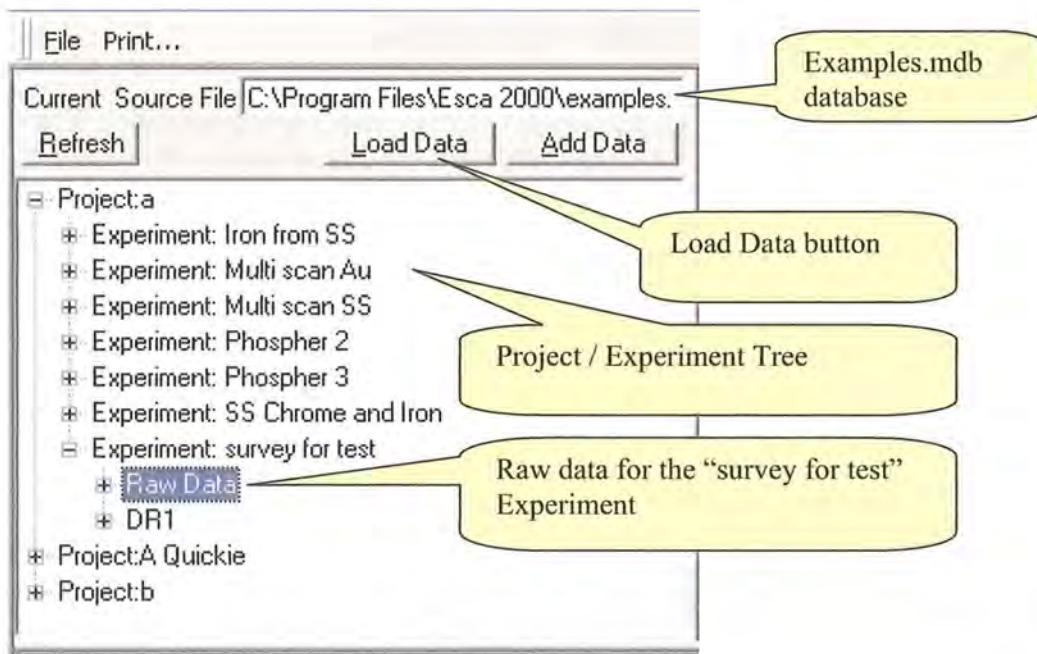 File Print...
Current Source File C:\Program Files\Esca 2000\examples.
Examples.mdb
database
Refresh Load Data Add Data
Project:a
Experiment: Iron from SS
Load Data button
Experiment: Multi scan Au
Experiment: Multi scan SS
Experiment: Phospher 2
Project / Experiment Tree
Experiment: Phospher 3
Experiment: SS Chrome and Iron
Experiment: survey for test
Raw data for the “survey for test”
Experiment
Raw Data
DR1
Project:A Quickie
Project:b